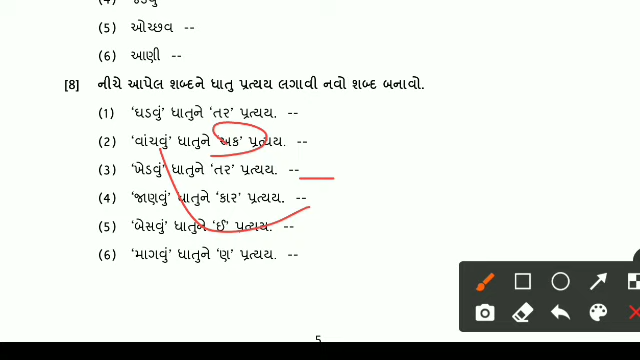 (5) ઓચ્છવ --
(6) આણી --
[8] નીચે આપેલ શબ્દને ધાતુ પ્રત્યય લગાવી નવો શબ્દ બનાવો.
(1) ‘ઘડવું’ ધાતુને ‘તર’ પ્રત્યય. --
(2) ‘વાંચવું’ ધાતુને ‘અક’ પ્રત્યય. --
(3) ‘ખેડવું’ ધાતુને ‘તર’ પ્રત્યય. --
(4) ‘જાણવું’ ધાતુને ‘કાર’ પ્રત્યય. --
(5) ‘બેસવું’ ધાતુને ‘ઈ’ પ્રત્યય. --
(6) ‘માગવું’ ધાતુને ‘ણ’ પ્રત્યય. --
5